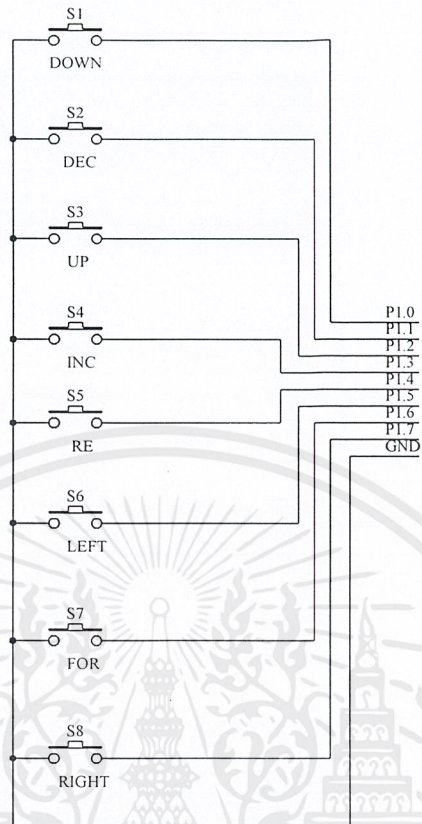 S1
DOWN
S2
DEC
S3
UP
S4
INC
S5
RE
S6
LEFT
S7
FOR
S8
RIGHT
P1.0
P1.1
P1.2
P1.3
P1.4
P1.5
P1.6
P1.7
GND